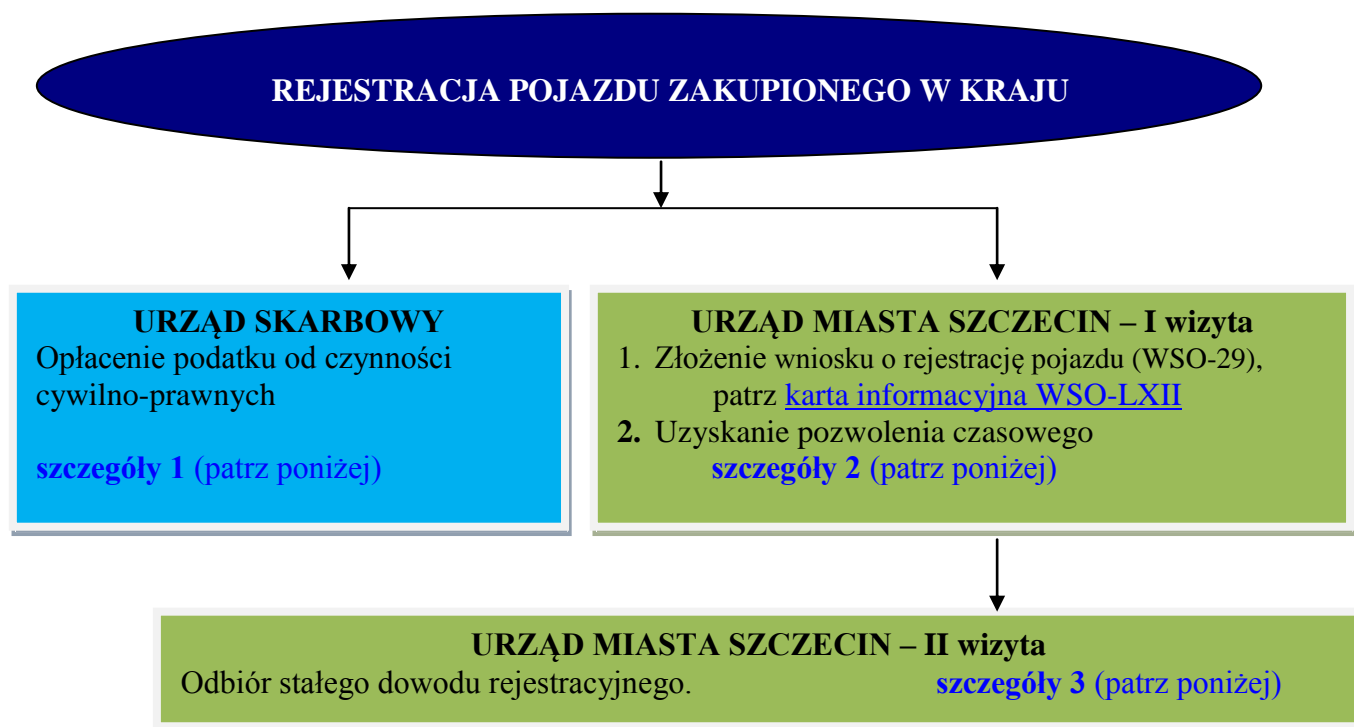 REJESTRACJA POJAZDU ZAKUPIONEGO W KRAJU
URZĄD SKARBOWY
Opłacenie podatku od czynności
cywilno-prawnych
szczegóły 1 (patrz poniżej)
URZĄD MIASTA SZCZECIN – I wizyta
1. Złożenie wniosku o rejestrację pojazdu (WSO-29),
patrz karta informacyjna WSO-LXII
2. Uzyskanie pozwolenia czasowego
szczegóły 2 (patrz poniżej)
URZĄD MIASTA SZCZECIN – II wizyta
Odbiór stałego dowodu rejestracyjnego. szczegóły 3 (patrz poniżej)